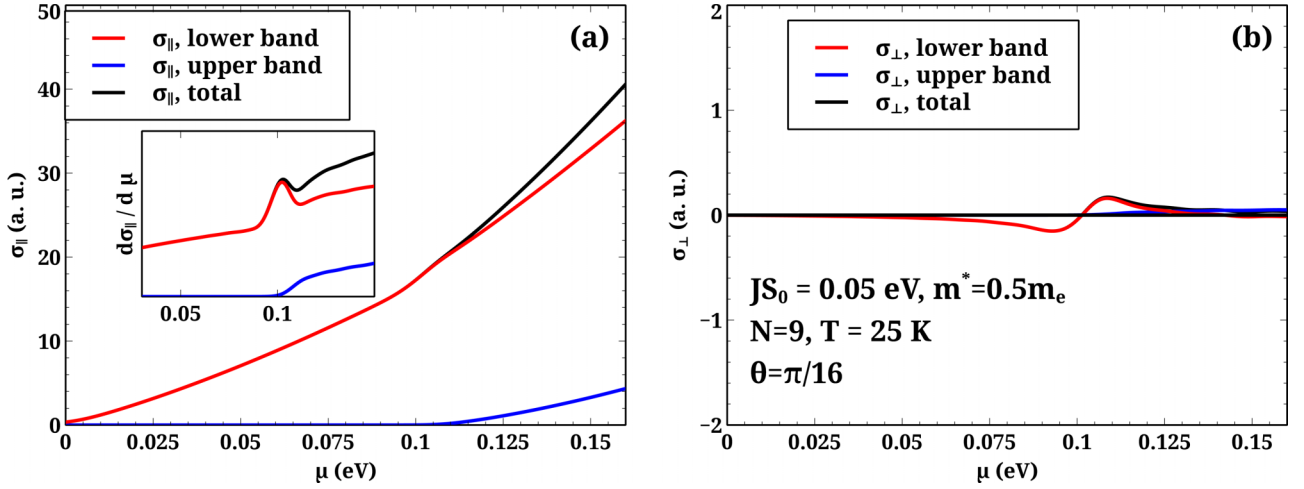 (a)
σ∥, lower band
σ∥, upper band
σ∥, total
50
40
30
20
10
0
σ∥ (a. u.)
dσ∥ / d μ
0.05 0.1
0 0.025 0.05 0.075 0.1 0.125 0.15
μ (eV)
(b)
σ⊥, lower band
σ⊥, upper band
σ⊥, total
2
1
0
−1
−2
σ⊥ (a. u.)
JS0 = 0.05 eV, m*=0.5me
N=9, T = 25 K
θ=π/16
0 0.025 0.05 0.075 0.1 0.125 0.15
μ (eV)